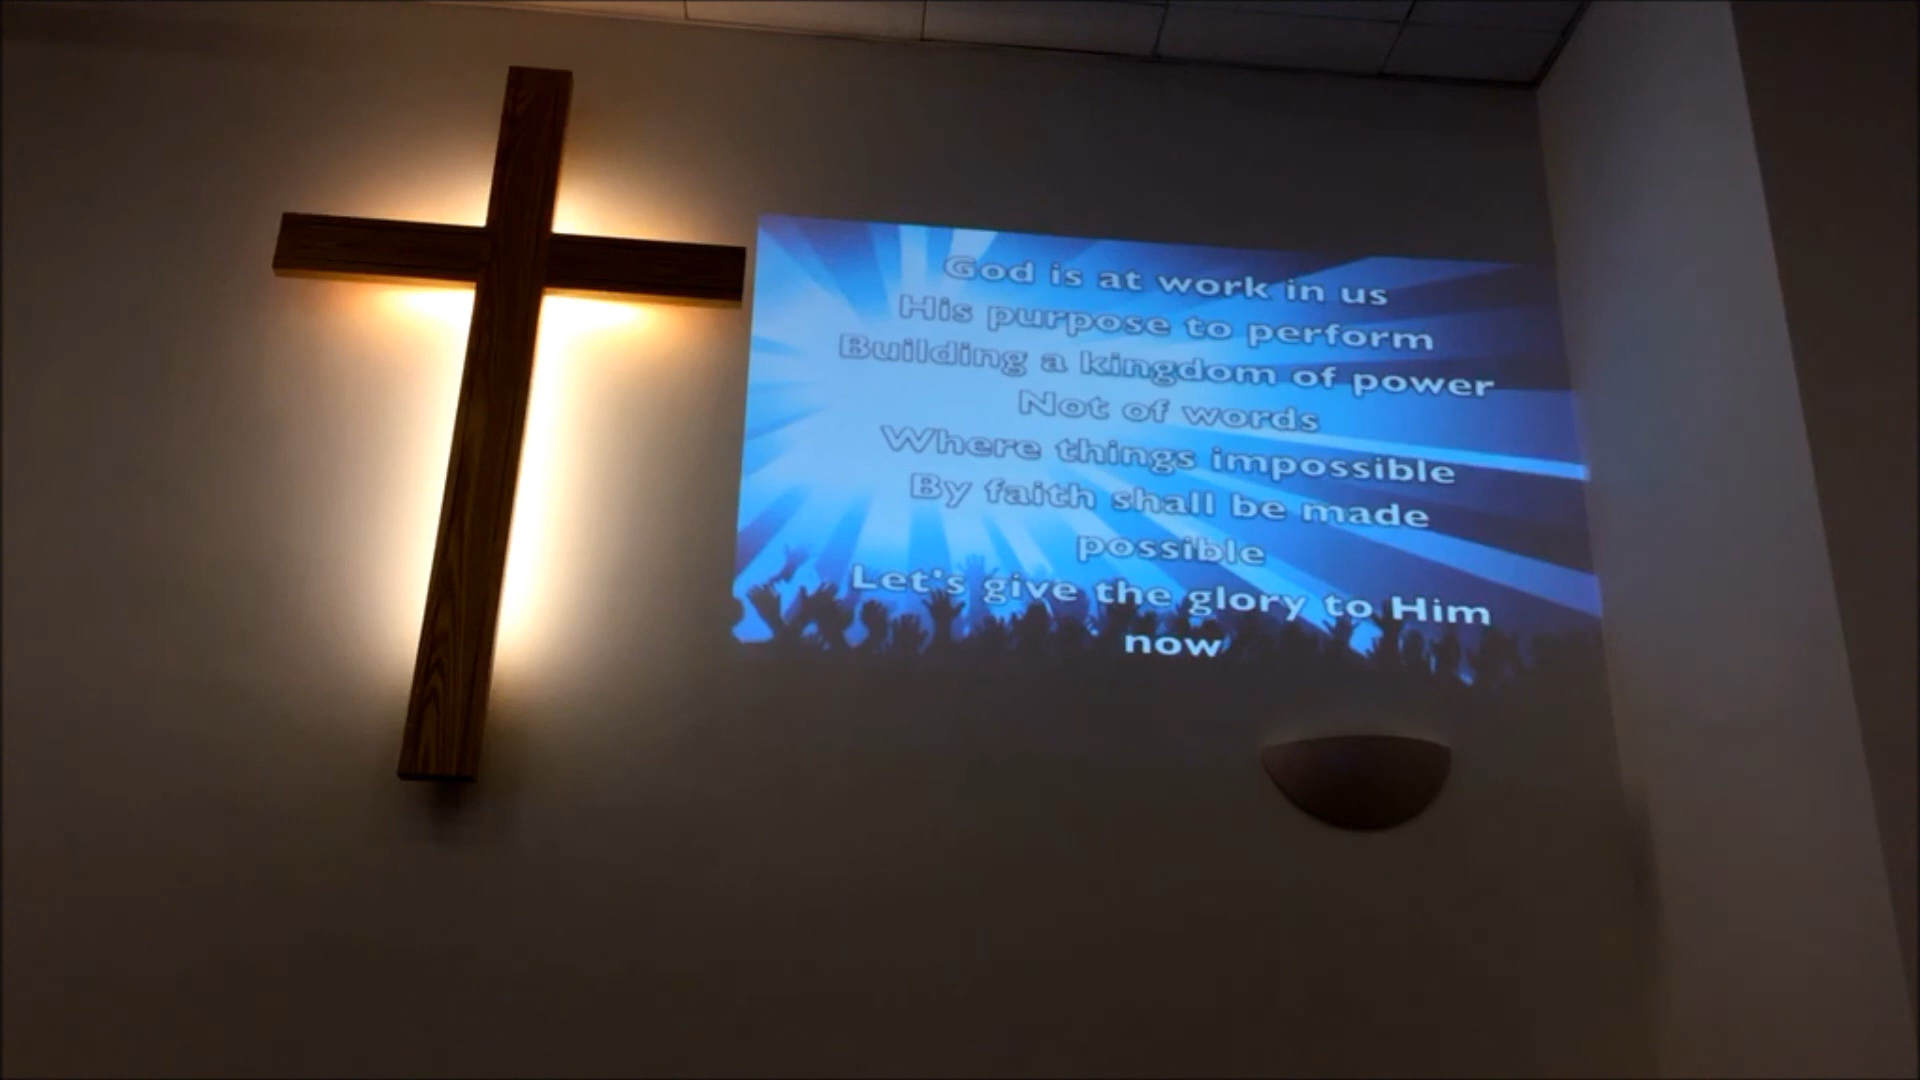 God is at work in us
His purpose to perform
Building a kingdom of power
Not of words
Where things impossible
By faith shall be made
possible
Let's give the glory to Him
now